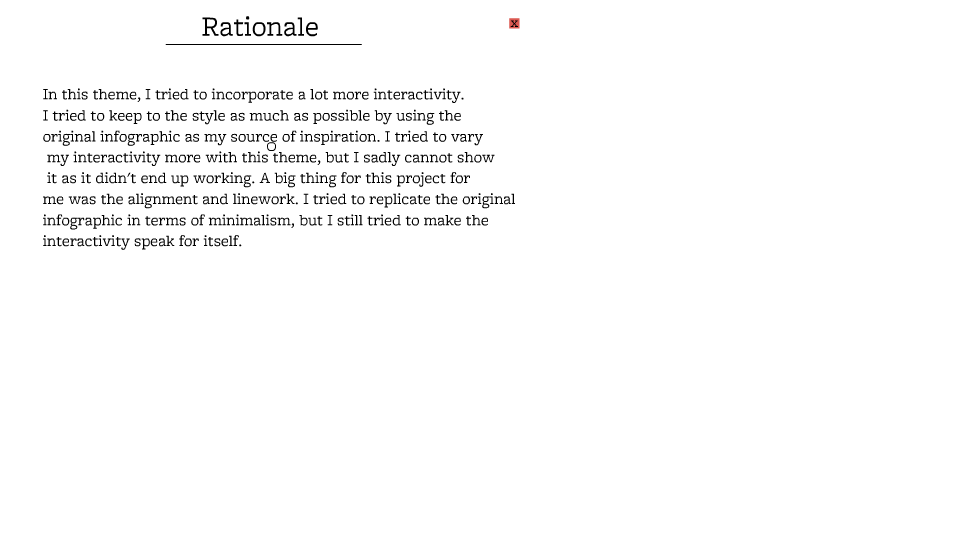 Rationale
x
In this theme, I tried to incorporate a lot more interactivity.
I tried to keep to the style as much as possible by using the
original infographic as my source of inspiration. I tried to vary
my interactivity more with this theme, but I sadly cannot show
it as it didn't end up working. A big thing for this project for
me was the alignment and linework. I tried to replicate the original
infographic in terms of minimalism, but I still tried to make the
interactivity speak for itself.